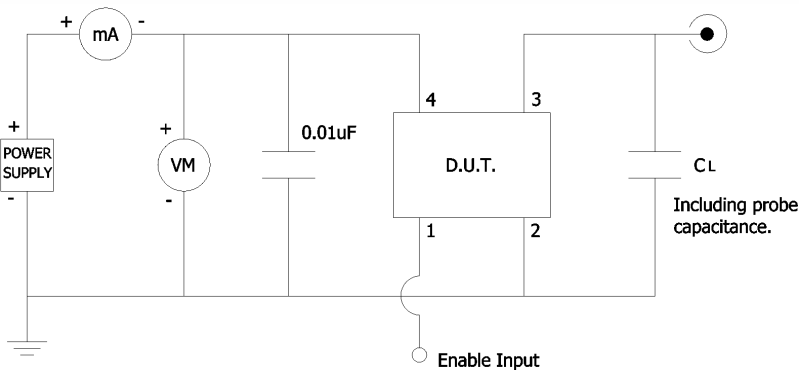 + mA -
4 3
0.01uF
+ +
POWER
SUPPLY
VM
D.U.T.
CL
- -
Including probe
capacitance.
1 2
Enable Input